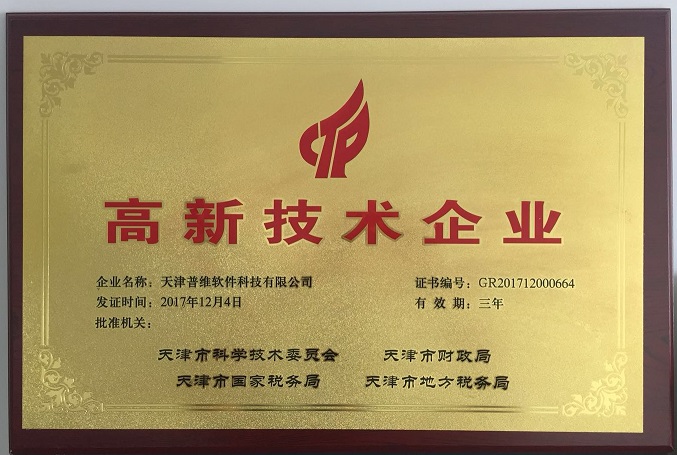 CTP
高新技术企业
企业名称：天津普维软件科技有限公司 证书编号：GR201712000664
发证时间：2017年12月4日 有 效 期：三年
批准机关：
天津市科学技术委员会 天津市财政局
天津市国家税务局 天津市地方税务局